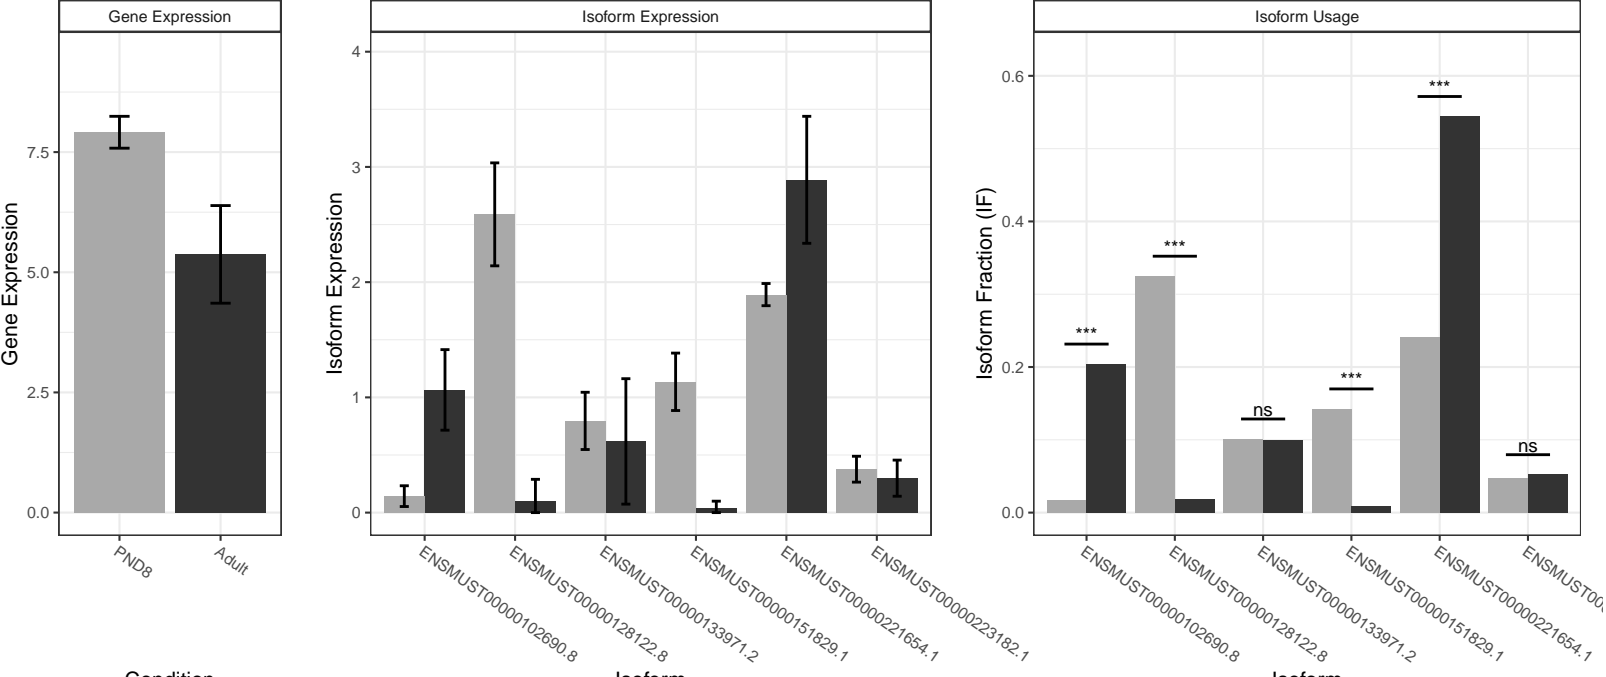 Gene Expression
Isoform Expression
Isoform Usage
Gene Expression
7.5
5.0
2.5
0.0
PND8
Adult
Condition
Isoform Expression
4
3
2
1
0
ENSMUST00000102690.8
ENSMUST00000128122.8
ENSMUST00000133971.2
ENSMUST00000151829.1
ENSMUST00000221654.1
ENSMUST00000223182.1
Isoform
Isoform Fraction (IF)
0.6
0.4
0.2
0.0
***
***
ns
***
***
ns
ENSMUST00000102690.8
ENSMUST00000128122.8
ENSMUST00000133971.2
ENSMUST00000151829.1
ENSMUST00000221654.1
Isoform